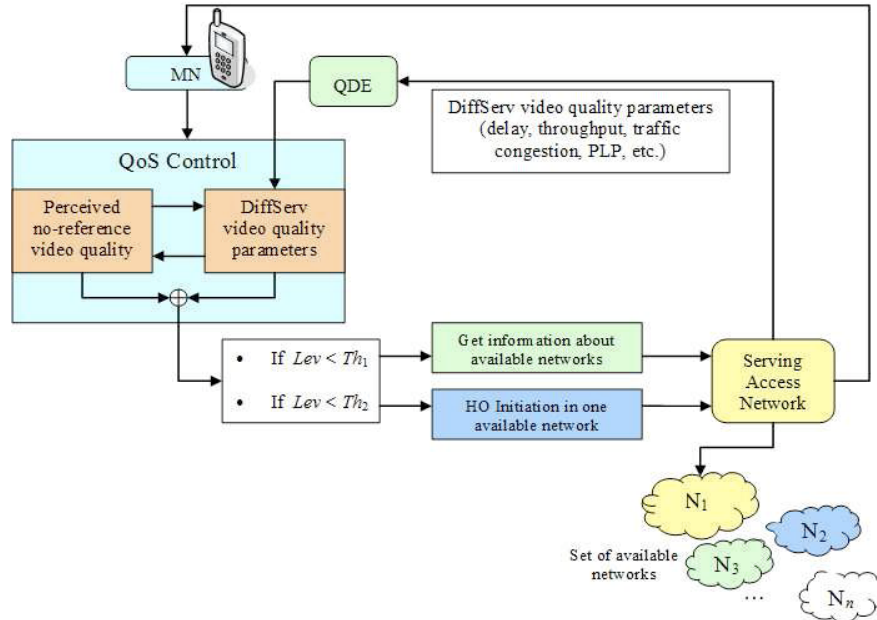 MN
QDE
DiffServ video quality parameters
(delay, throughput, traffic
congestion, PLP, etc.)
QoS Control
Perceived
no-reference
video quality
DiffServ
video quality
parameters
• If Lev < Th1
• If Lev < Th2
Get information about
available networks
HO Initiation in one
available network
Serving
Access
Network
N1
N2
Set of available
networks
N3
...
Nn